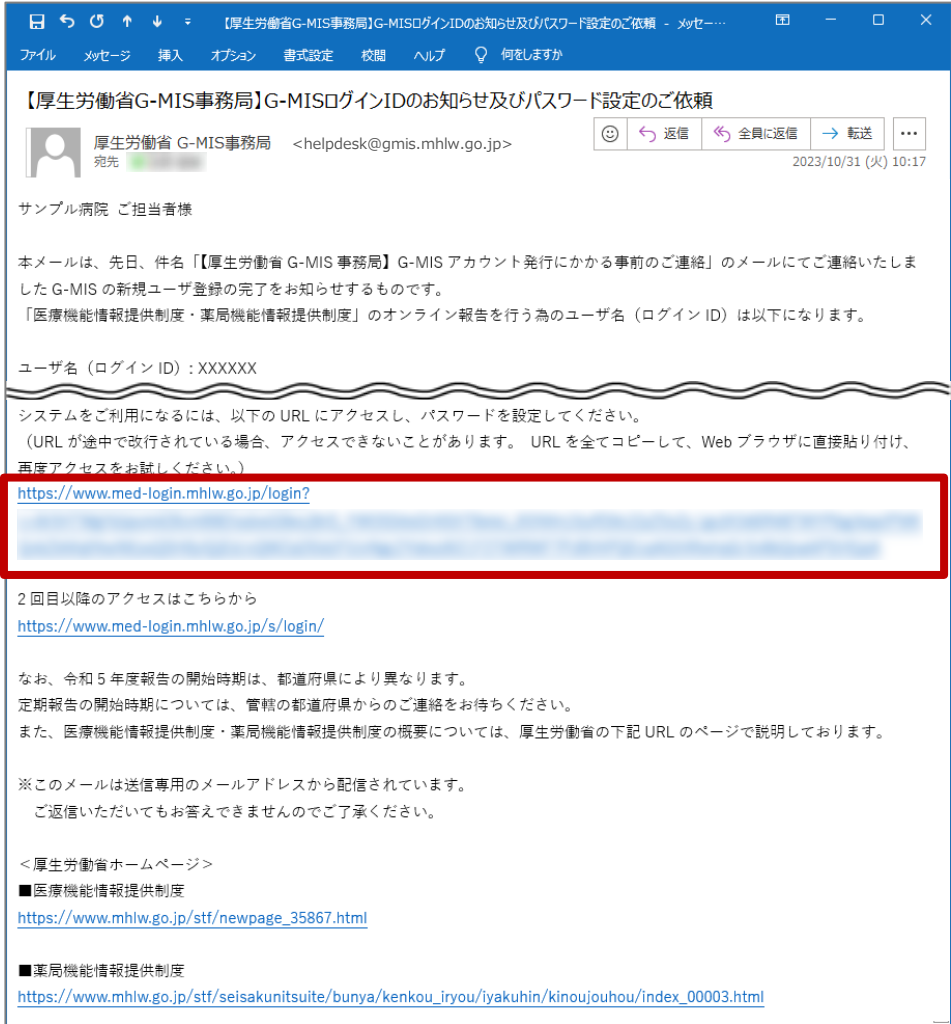 【厚生労働省G-MIS事務局】G-MISログインIDのお知らせ及びパスワード設定のご依頼 - メッセー…
ファイル メッセージ 挿入 オプション 書式設定 校閲 ヘルプ 何をしますか
【厚生労働省G-MIS事務局】G-MISログインIDのお知らせ及びパスワード設定のご依頼
厚生労働省 G-MIS事務局 <helpdesk@gmis.mhlw.go.jp>
返信 全員に返信 転送 …
宛先
2023/10/31 (火) 10:17
サンプル病院 ご担当者様
本メールは、先日、件名「【厚生労働省 G-MIS 事務局】G-MIS アカウント発行にかかる事前のご連絡」のメールにてご連絡いたしま
した G-MIS の新規ユーザ登録の完了をお知らせするものです。
「医療機能情報提供制度・薬局機能情報提供制度」のオンライン報告を行う為のユーザ名（ログイン ID）は以下になります。
ユーザ名（ログイン ID）: XXXXXX
システムをご利用になるには、以下の URL にアクセスし、パスワードを設定してください。
（URL が途中で改行されている場合、アクセスできないことがあります。 URL を全てコピーして、Web ブラウザに直接貼り付け、
再度アクセスをお試しください。）
https://www.med-login.mhlw.go.jp/login?
2 回目以降のアクセスはこちらから
https://www.med-login.mhlw.go.jp/s/login/
なお、令和 5 年度報告の開始時期は、都道府県により異なります。
定期報告の開始時期については、管轄の都道府県からのご連絡をお待ちください。
また、医療機能情報提供制度・薬局機能情報提供制度の概要については、厚生労働省の下記 URL のページで説明しております。
※このメールは送信専用のメールアドレスから配信されています。
ご返信いただいてもお答えできませんのでご了承ください。
＜厚生労働省ホームページ＞
■医療機能情報提供制度
https://www.mhlw.go.jp/stf/newpage_35867.html
■薬局機能情報提供制度
https://www.mhlw.go.jp/stf/seisakunitsuite/bunya/kenkou_iryou/iyakuhin/kinoujouhou/index_00003.html